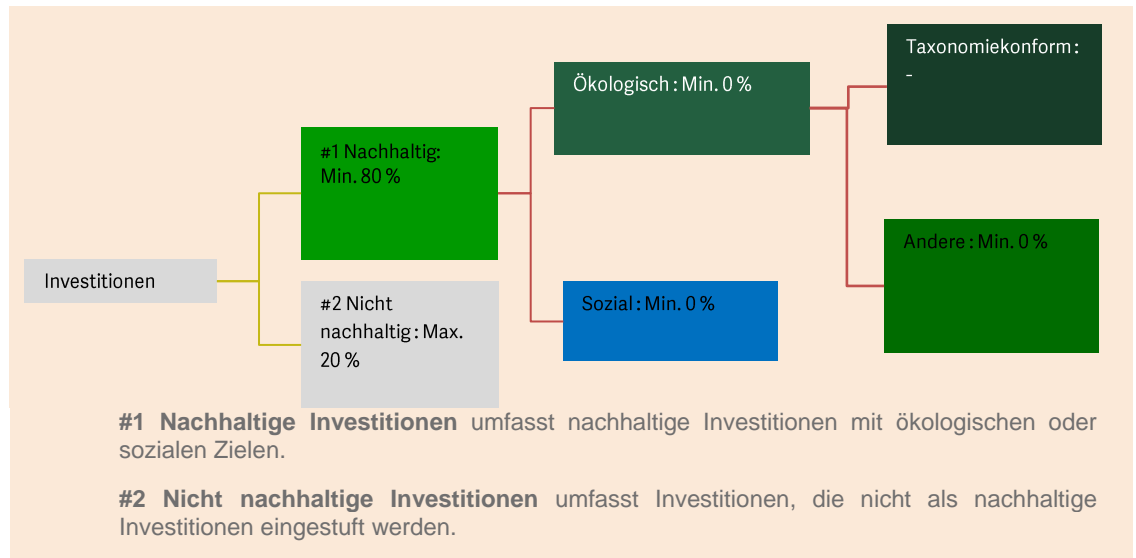 Investitionen
#1 Nachhaltig:
Min. 80 %
#2 Nicht
nachhaltig : Max.
20 %
Ökologisch : Min. 0 %
Sozial : Min. 0 %
Taxonomiekonform :
-
Andere : Min. 0 %
#1 Nachhaltige Investitionen umfasst nachhaltige Investitionen mit ökologischen oder
sozialen Zielen.
#2 Nicht nachhaltige Investitionen umfasst Investitionen, die nicht als nachhaltige
Investitionen eingestuft werden.